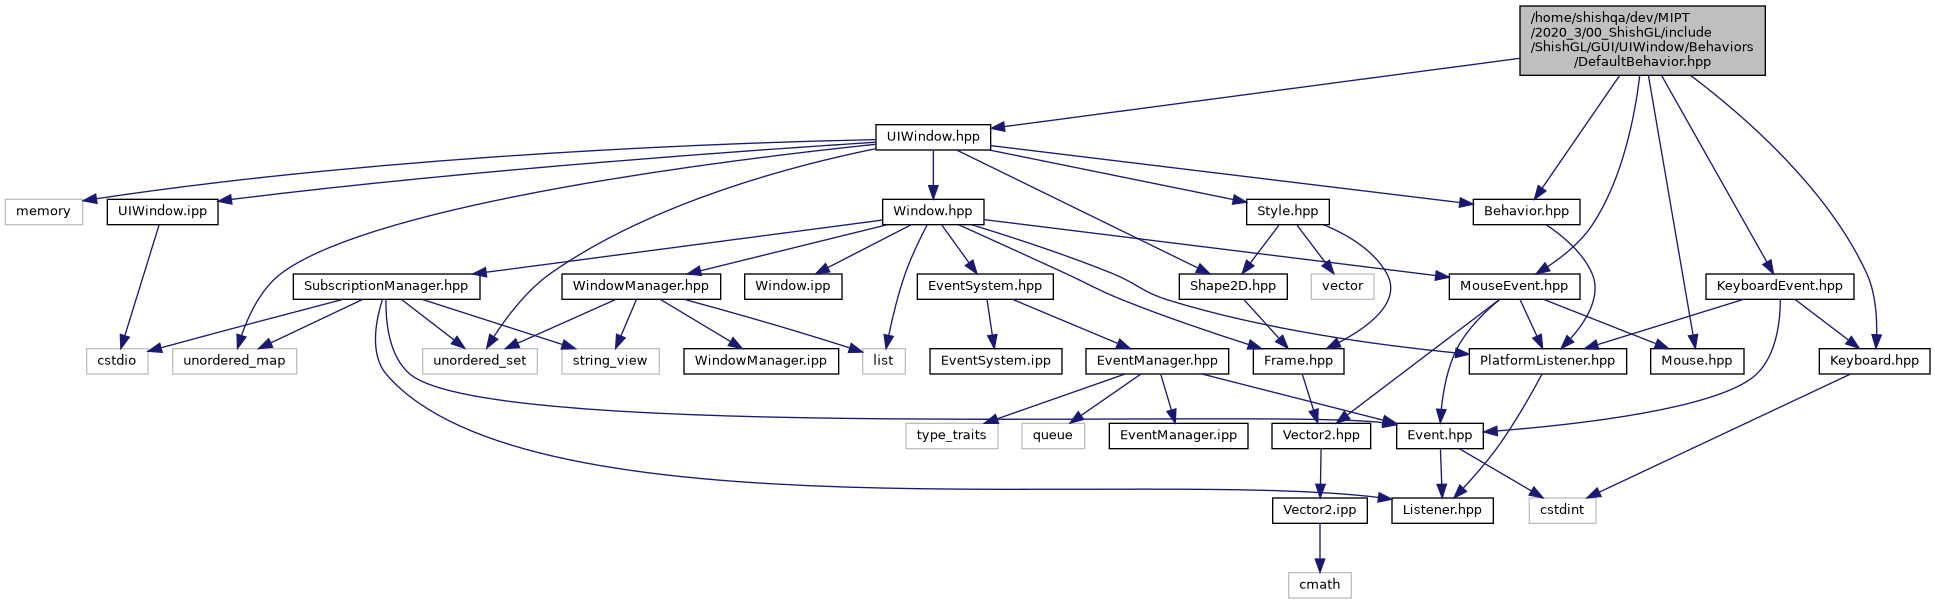 /home/shishqa/dev/MIPT
/2020_3/00_ShishGL/include
/ShishGL/GUI/UIWindow/Behaviors
/DefaultBehavior.hpp
UIWindow.hpp
memory
UIWindow.ipp
Window.hpp
Style.hpp
Behavior.hpp
SubscriptionManager.hpp
WindowManager.hpp
Window.ipp
EventSystem.hpp
Shape2D.hpp
vector
MouseEvent.hpp
KeyboardEvent.hpp
cstdio
unordered_map
unordered_set
string_view
WindowManager.ipp
list
EventSystem.ipp
EventManager.hpp
Frame.hpp
PlatformListener.hpp
Mouse.hpp
Keyboard.hpp
type_traits
queue
EventManager.ipp
Vector2.hpp
Event.hpp
Vector2.ipp
Listener.hpp
cstdint
cmath